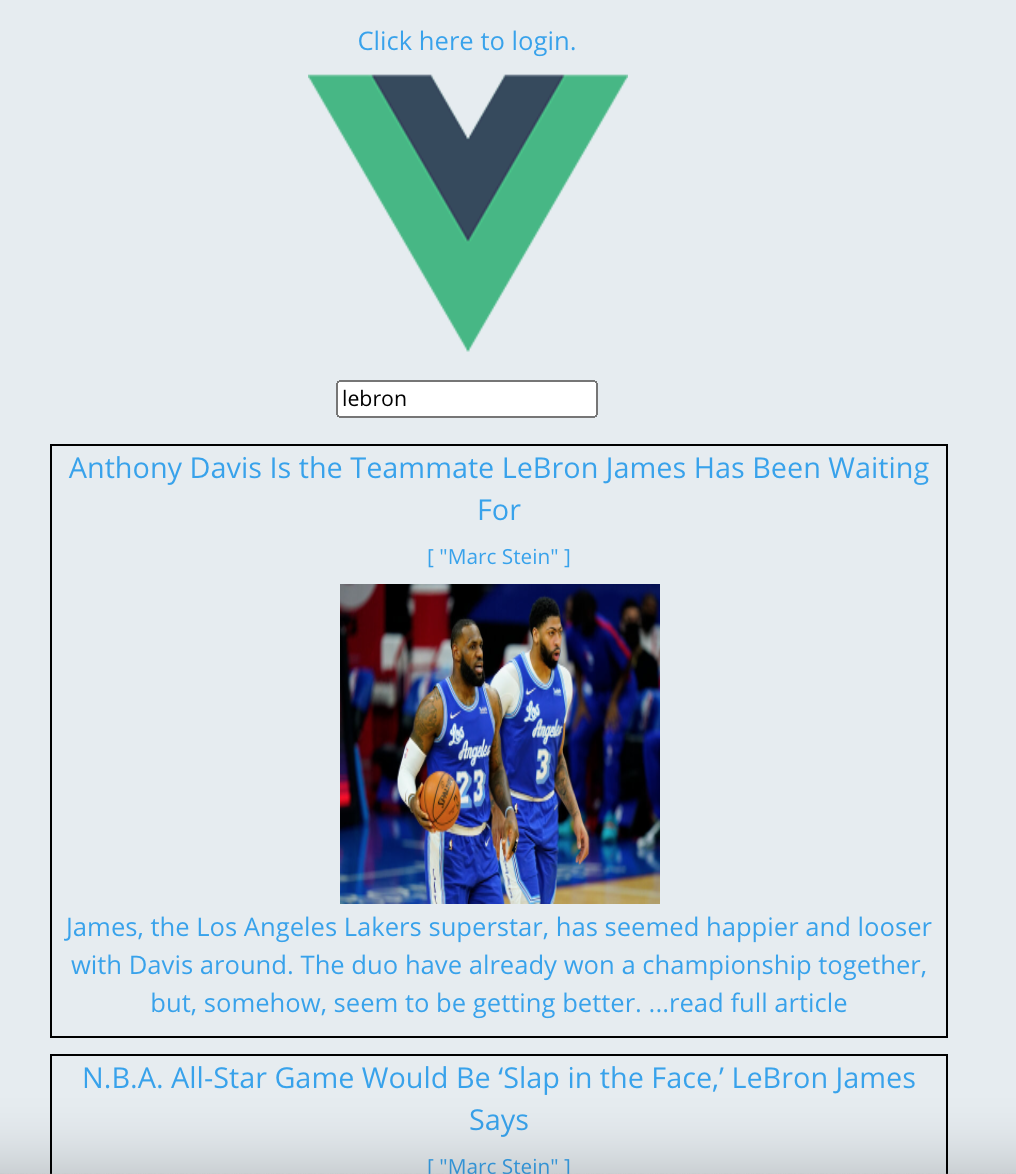 Click here to login.
lebron
Anthony Davis Is the Teammate LeBron James Has Been Waiting
For
[ "Marc Stein" ]
Los
Angeles
23
Los
Angeles
3
James, the Los Angeles Lakers superstar, has seemed happier and looser
with Davis around. The duo have already won a championship together,
but, somehow, seem to be getting better. ...read full article
N.B.A. All-Star Game Would Be ‘Slap in the Face,’ LeBron James
Says
[ "Marc Stein" ]